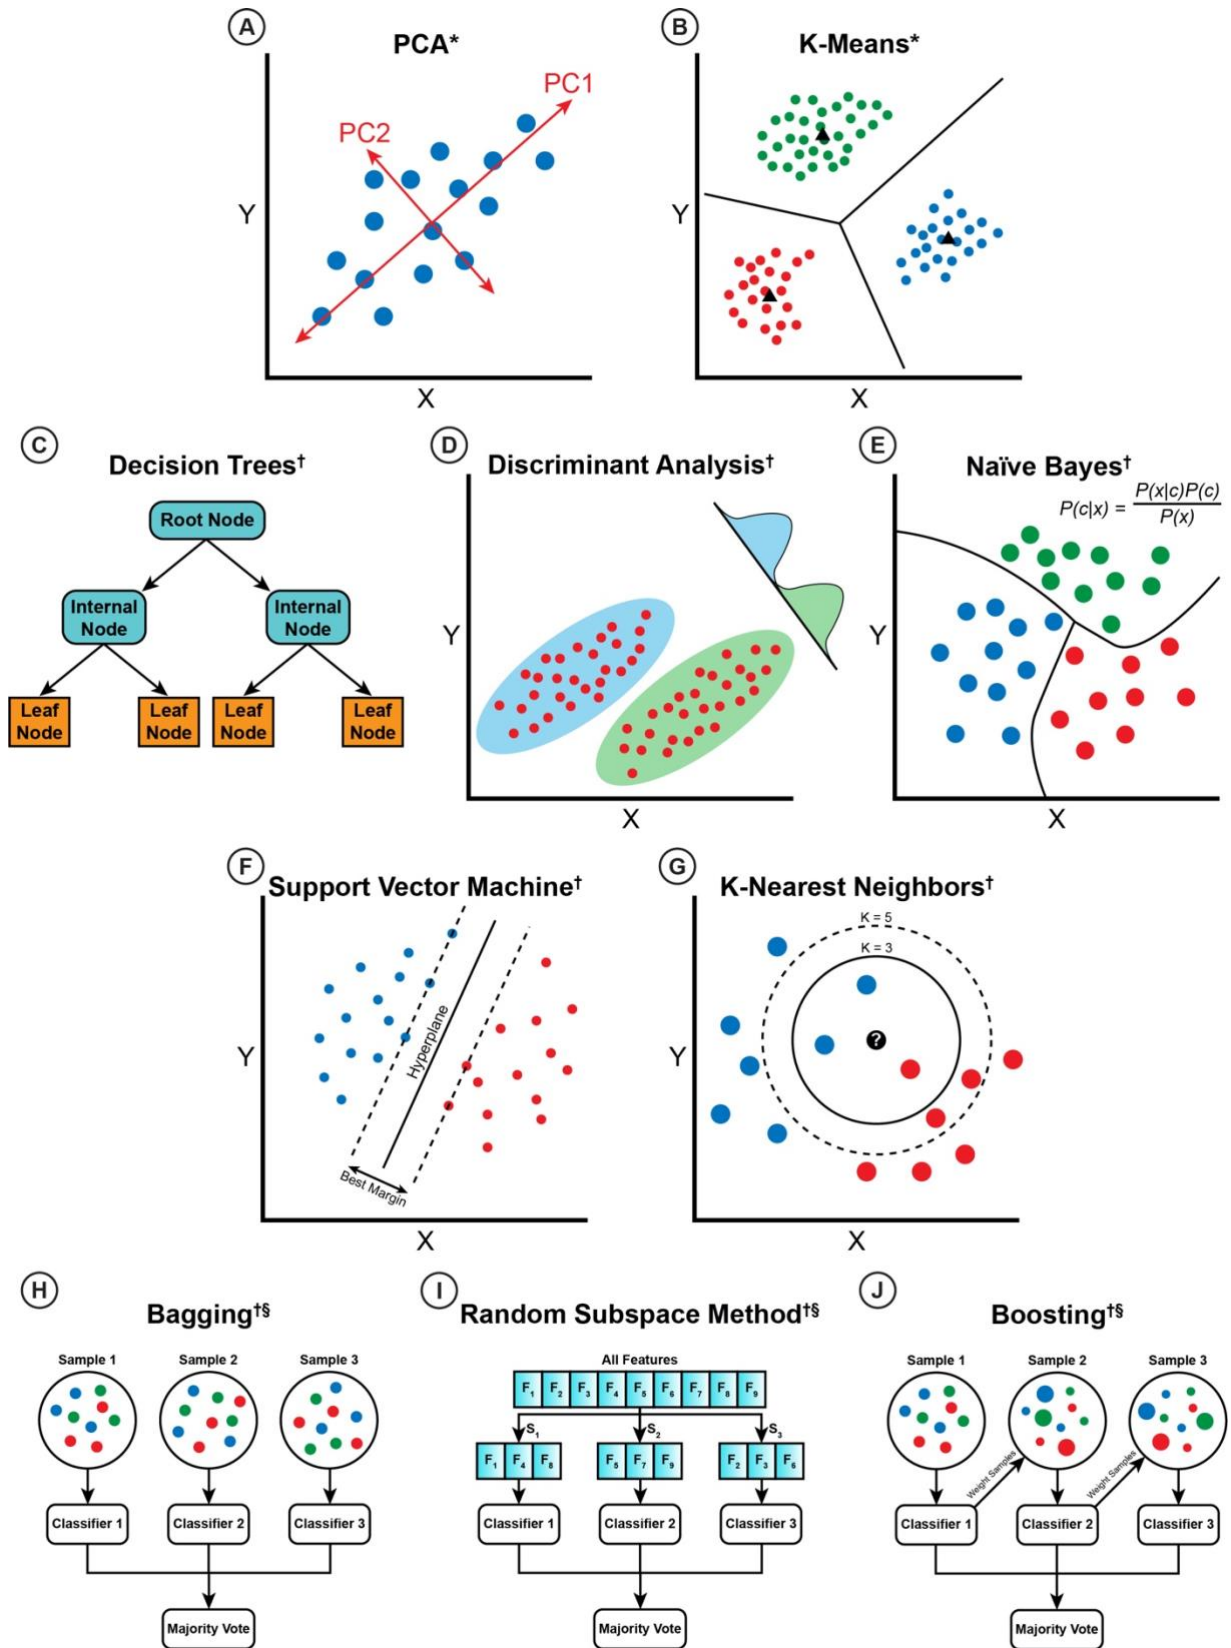 A
PCA*
PC1
PC2
Y
X
B
K-Means*
Y
X
C
Decision Trees†
Root Node
Internal
Node
Internal
Node
Leaf
Node
Leaf
Node
Leaf
Node
Leaf
Node
D
Discriminant Analysis†
Y
X
E
Naïve Bayes†
P(c|x) = P(x|c)P(c)
P(x)
Y
X
F
Support Vector Machine†
Hyperplane
Best Margin
Y
X
G
K-Nearest Neighbors†
K = 5
K = 3
?
Y
X
H
Bagging†§
Sample 1
Sample 2
Sample 3
Classifier 1
Classifier 2
Classifier 3
Majority Vote
I
Random Subspace Method†§
All Features
F₁ F₂ F₃ F₄ F₅ F₆ F₇ F₈ F₉
S₁
S₂
S₃
F₁ F₄ F₈
F₅ F₇ F₉
F₂ F₃ F₆
Classifier 1
Classifier 2
Classifier 3
Majority Vote
J
Boosting†§
Sample 1
Sample 2
Sample 3
Weight Samples
Weight Samples
Classifier 1
Classifier 2
Classifier 3
Majority Vote